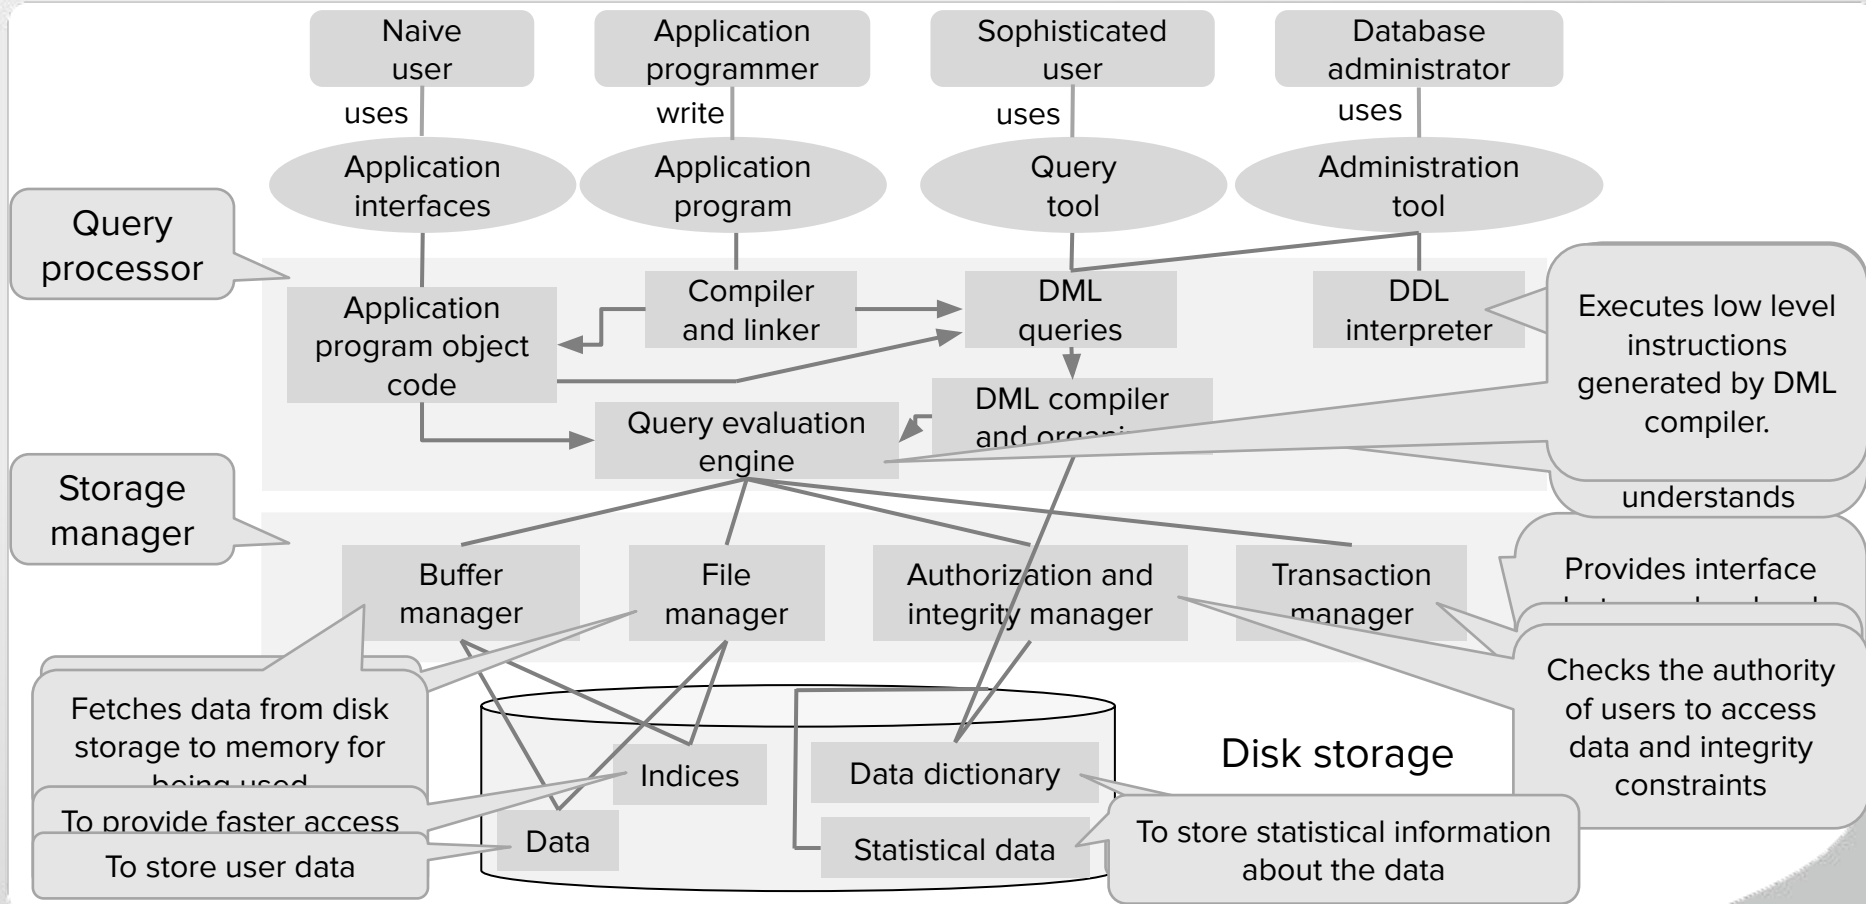 Naive
user
Application
programmer
Sophisticated
user
Database
administrator
uses
write
uses
uses
Application
interfaces
Application
program
Query
tool
Administration
tool
Query
processor
Application
program object
code
Compiler
and linker
DML
queries
DDL
interpreter
Executes low level
instructions
generated by DML
compiler.
understands
DML compiler
and
Query evaluation
engine
Storage
manager
Buffer
manager
File
manager
Authorization and
integrity manager
Transaction
manager
Provides interface
Checks the authority
of users to access
data and integrity
constraints
Fetches data from disk
storage to memory for
being used
To provide faster access
To store user data
Disk storage
Indices
Data
Data dictionary
Statistical data
To store statistical information
about the data